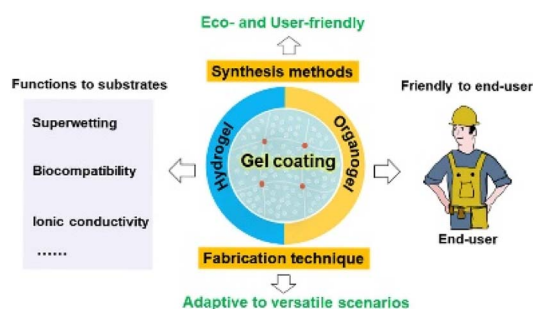 Eco- and User-friendly
Synthesis methods
Functions to substrates
Superwetting
Biocompatibility
Ionic conductivity
......
Hydrogel
Gel coating
Organogel
Friendly to end-user
End-user
Fabrication technique
Adaptive to versatile scenarios